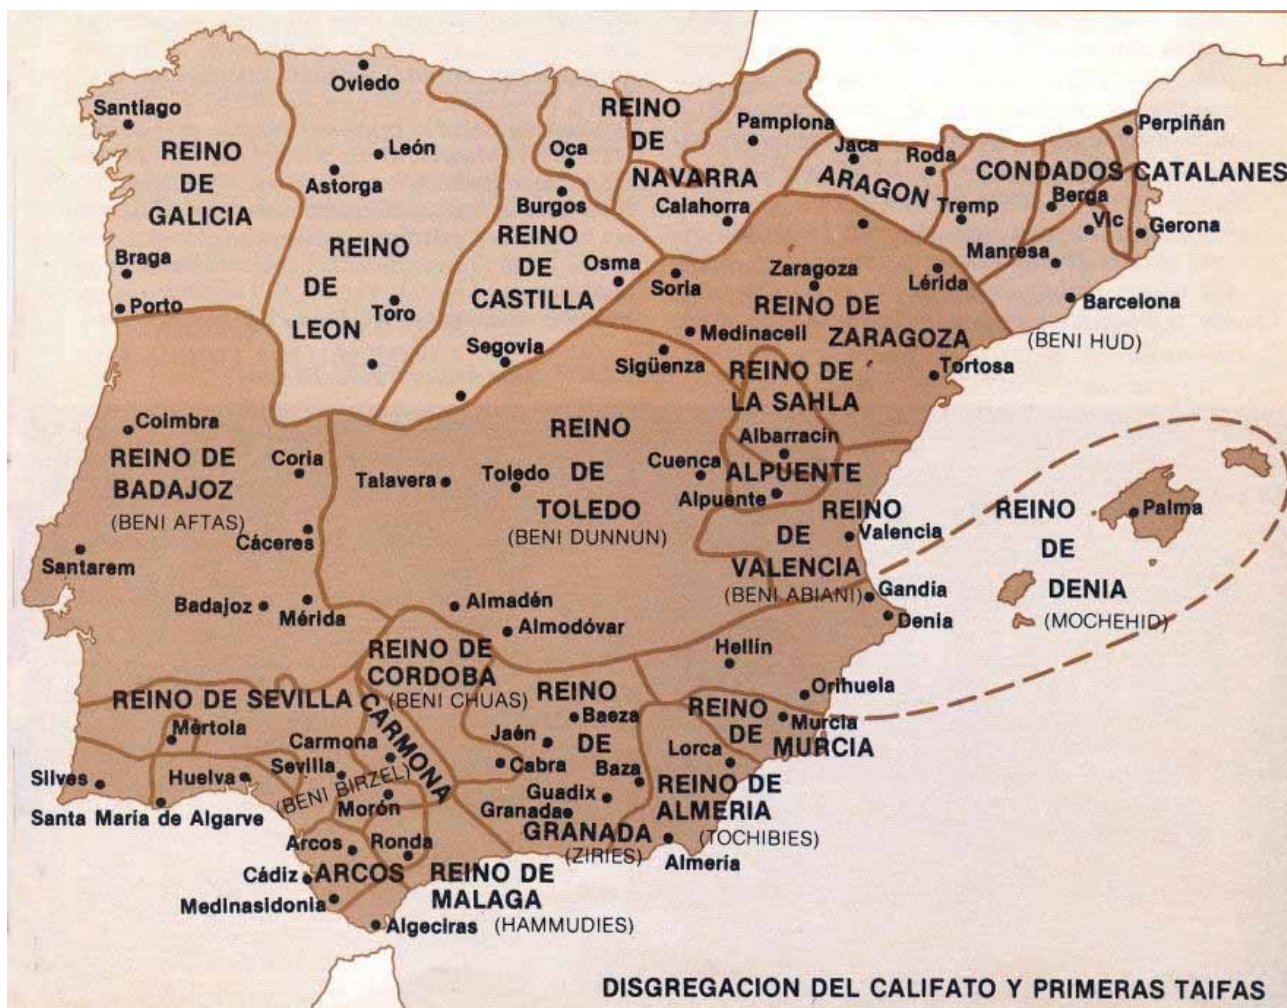 Oviedo
Santiago
León
REINO
DE
GALICIA
Astorga
REINO
DE
LEON
Braga
Porto
Toro
Oca
Burgos
REINO
DE
CASTILLA
Osma
Segovia
REINO
DE
NAVARRA
Pamplona
Calahorra
Jaca
ARAGON
Roda
Tremp
Perpiñán
CONDADOS CATALANES
Berga
Vic
Gerona
Manresa
Barcelona
(BENI HUD)
Soria
Zaragoza
Lérida
REINO DE
ZARAGOZA
Medinaceli
Sigüenza
Tortosa
REINO DE
LA SAHLA
Albarracín
ALPUENTE
Alpuente
Coimbra
REINO DE
BADAJOZ
(BENI AFTAS)
Coria
Cáceres
Santarem
Badajoz
Mérida
REINO
DE
TOLEDO
(BENI DUNNUN)
Talavera
Toledo
Cuenca
Almadén
Almodóvar
REINO
DE
VALENCIA
(BENI ABIANI)
Valencia
Gandía
Denia
REINO
DE
DENIA
(MOCHEHID)
Palma
Hellín
Orihuela
REINO DE
CORDOBA
(BENI CHUAS)
REINO DE SEVILLA
Mèrtola
Carmona
Sevilla
CARMONA
(BENI BIRZEL)
Morón
Silves
Huelva
Santa María de Algarve
REINO
DE
GRANADA
(ZIRIES)
Baeza
Jaén
Cabra
Baza
Guadix
Granada
REINO
DE
MURCIA
Murcia
Lorca
REINO DE
ALMERIA
(TOCHIBIES)
Almería
Arcos
Ronda
Cádiz
ARCOS
Medinasidonia
Algeciras
REINO DE
MALAGA
(HAMMUDIES)
DISGREGACION DEL CALIFATO Y PRIMERAS TAIFAS